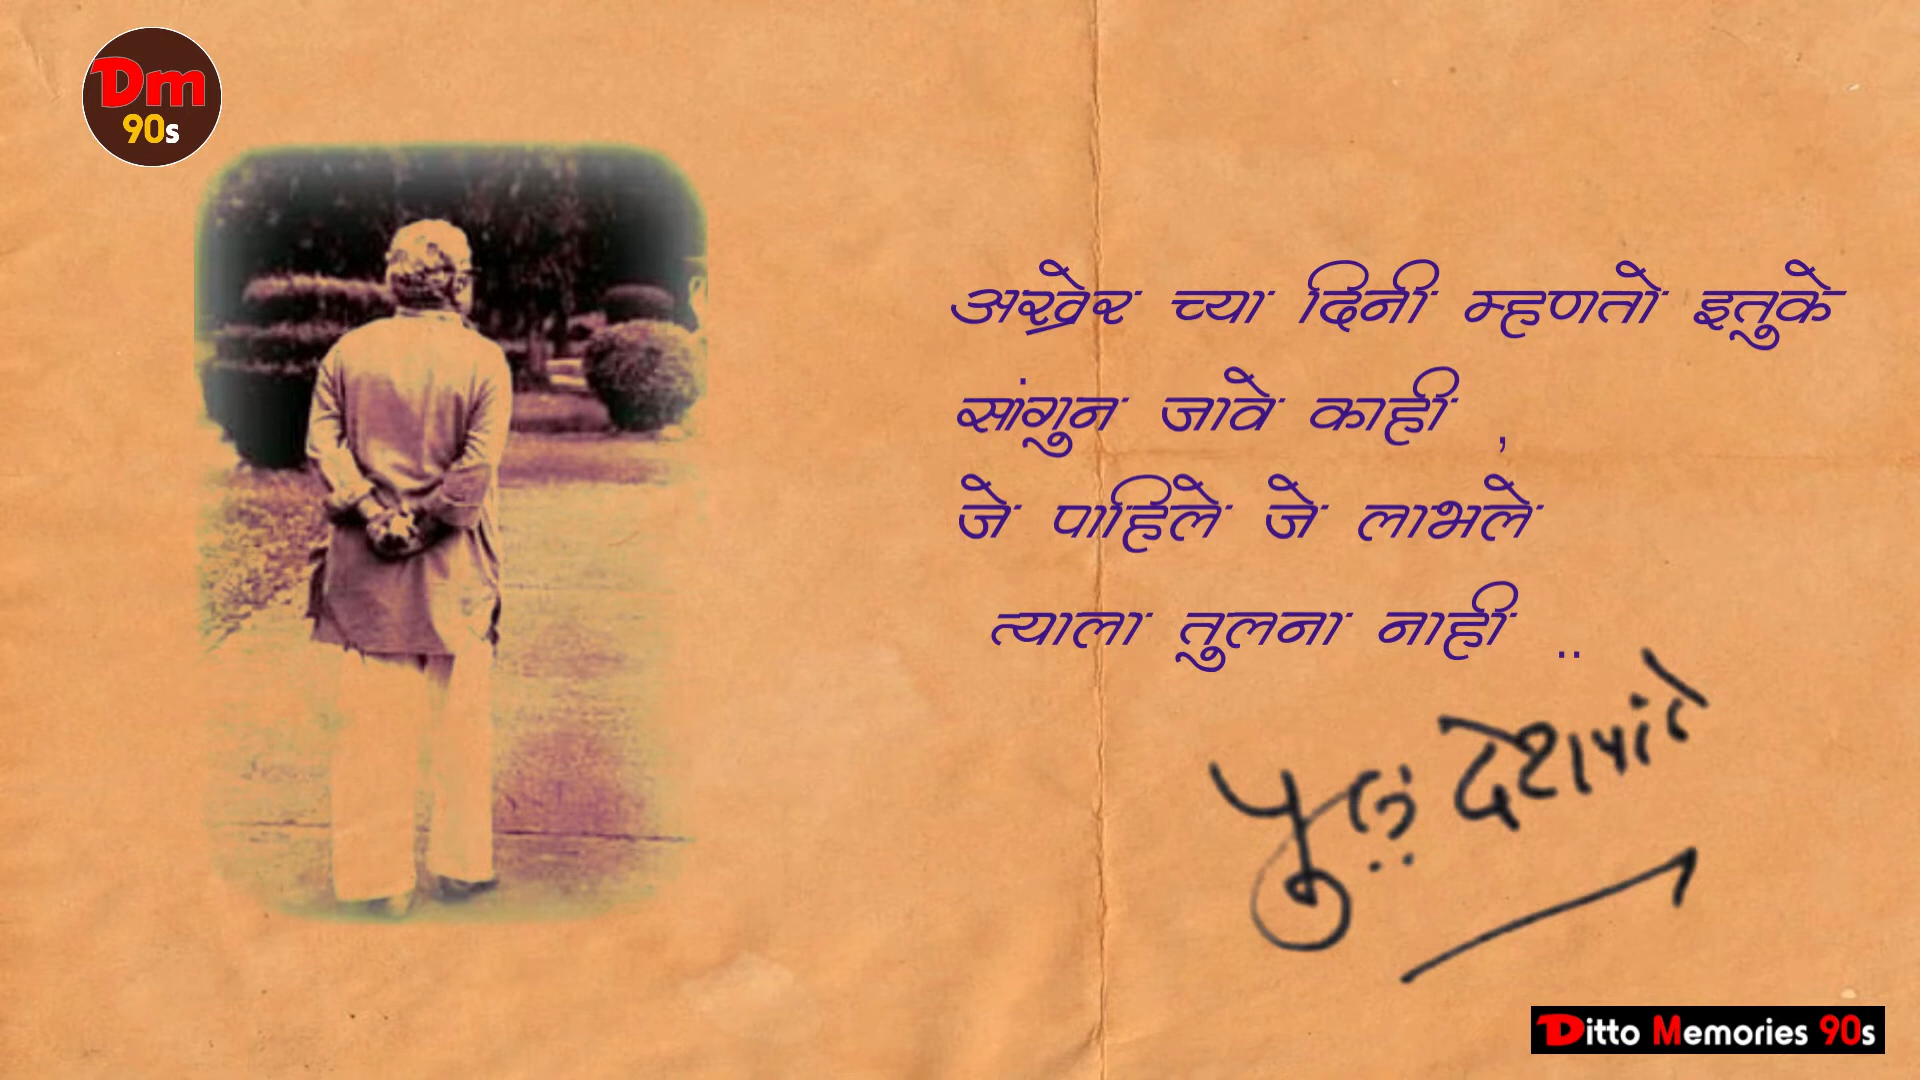 Dm
90s
अखेर च्या दिनी म्हणतो इतुके
सांगुन जावे काही ,
जे पाहिले जे लाभले
त्याला तुलना नाही ..
पु. ल. देशपांडे
Ditto Memories 90s